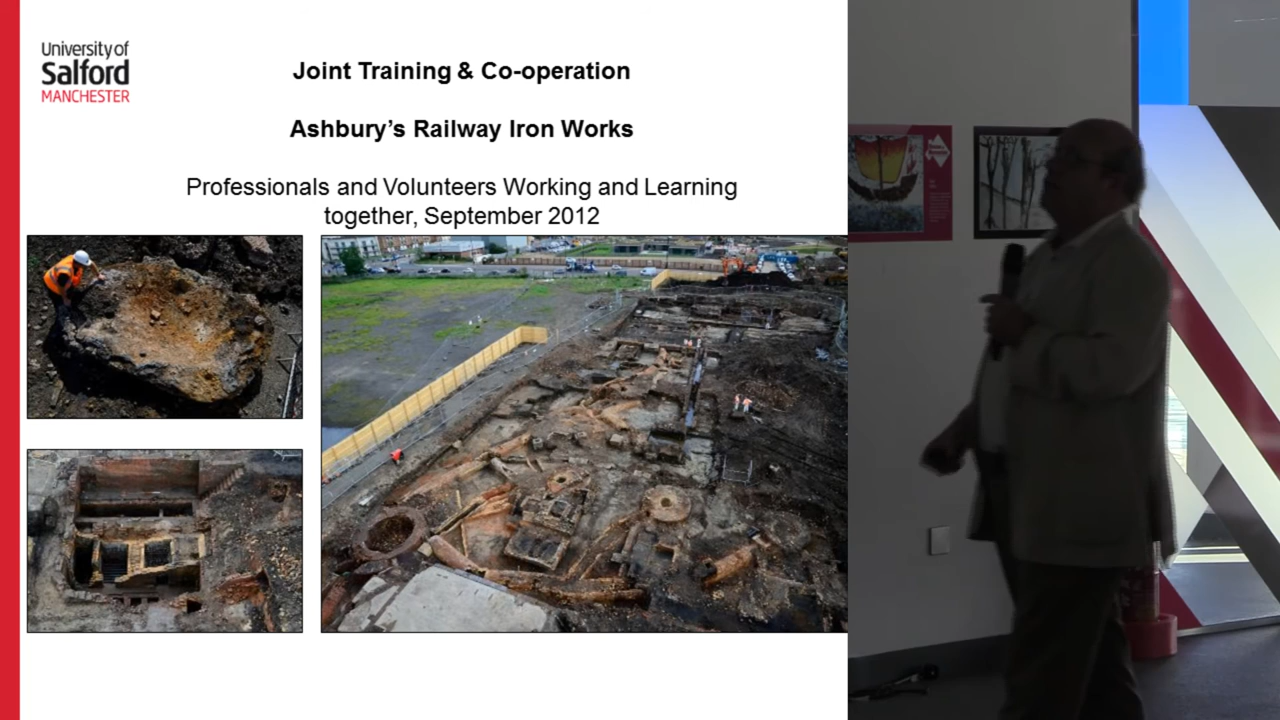 University of
Salford
MANCHESTER
Joint Training & Co-operation
Ashbury’s Railway Iron Works
Professionals and Volunteers Working and Learning
together, September 2012